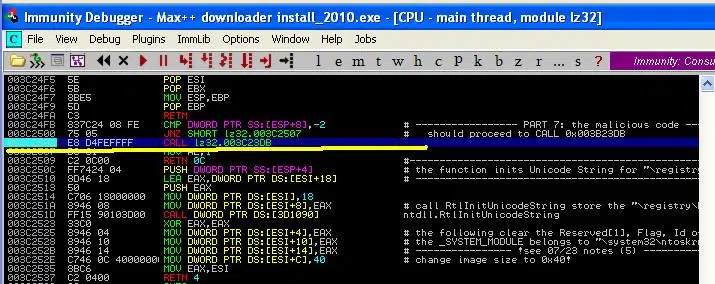 Immunity Debugger - Max++ downloader install_2010.exe - [CPU - main thread, module lz32]
C File View Debug Plugins ImmLib Options Window Help Jobs
l e m t w h c p k b z r ... s ? Immunity: Consu
003C24F5 5E POP ESI
003C24F6 5B POP EBX
003C24F7 8BE5 MOV ESP,EBP
003C24F9 5D POP EBP
003C24FA C3 RETN
003C24FB 837C24 08 FE CMP DWORD PTR SS:[ESP+8],-2 # ---------------- PART 7: the malicious code ----
003C2500 75 05 JNZ SHORT lz32.003C2507 # should proceed to CALL 0x003B23DB
E8 D4FEFFFF CALL lz32.003C23DB
MOV AL,1
C2 0C00 RETN 0C #----------------
FF7424 04 PUSH DWORD PTR SS:[ESP+4] # the function inits Unicode String for "\registry
8D46 18 LEA EAX,DWORD PTR DS:[ESI+18] #----------------
003C2513 50 PUSH EAX
003C2514 C706 18000000 MOV DWORD PTR DS:[ESI],18
003C251A 8946 08 MOV DWORD PTR DS:[ESI+8],EAX # call RtlInitUnicodeString store the "\registry\
003C251D FF15 90103D00 CALL DWORD PTR DS:[3D1090] ntdll.RtlInitUnicodeString
003C2523 33C0 XOR EAX,EAX
003C2525 8946 04 MOV DWORD PTR DS:[ESI+4],EAX # the following clear the Reserved[1], Flag, Id os
003C2528 8946 10 MOV DWORD PTR DS:[ESI+10],EAX # the _SYSTEM_MODULE belongs to "\system32\ntoskrn
003C252B 8946 14 MOV DWORD PTR DS:[ESI+14],EAX # ---------------- !see 07/23 notes (5) ----------------
003C252E C746 0C 4000000 MOV DWORD PTR DS:[ESI+C],40 # change image size to 0x40!
003C2535 8BC6 MOV EAX,ESI
003C2537 C2 0400 RETN 4